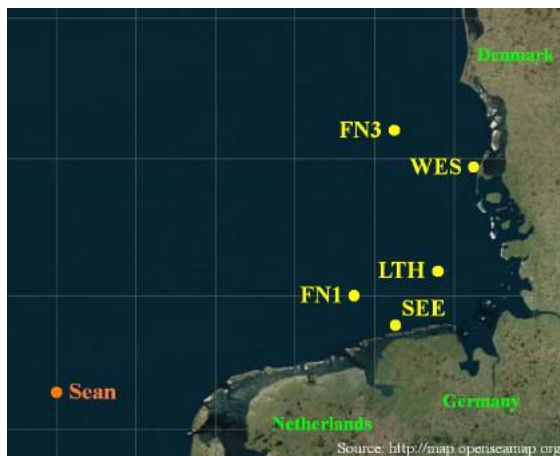 Denmark
FN3
WES
LTH
FN1
SEE
Sean
Germany
Netherlands
Source: http://map.openseamap.org